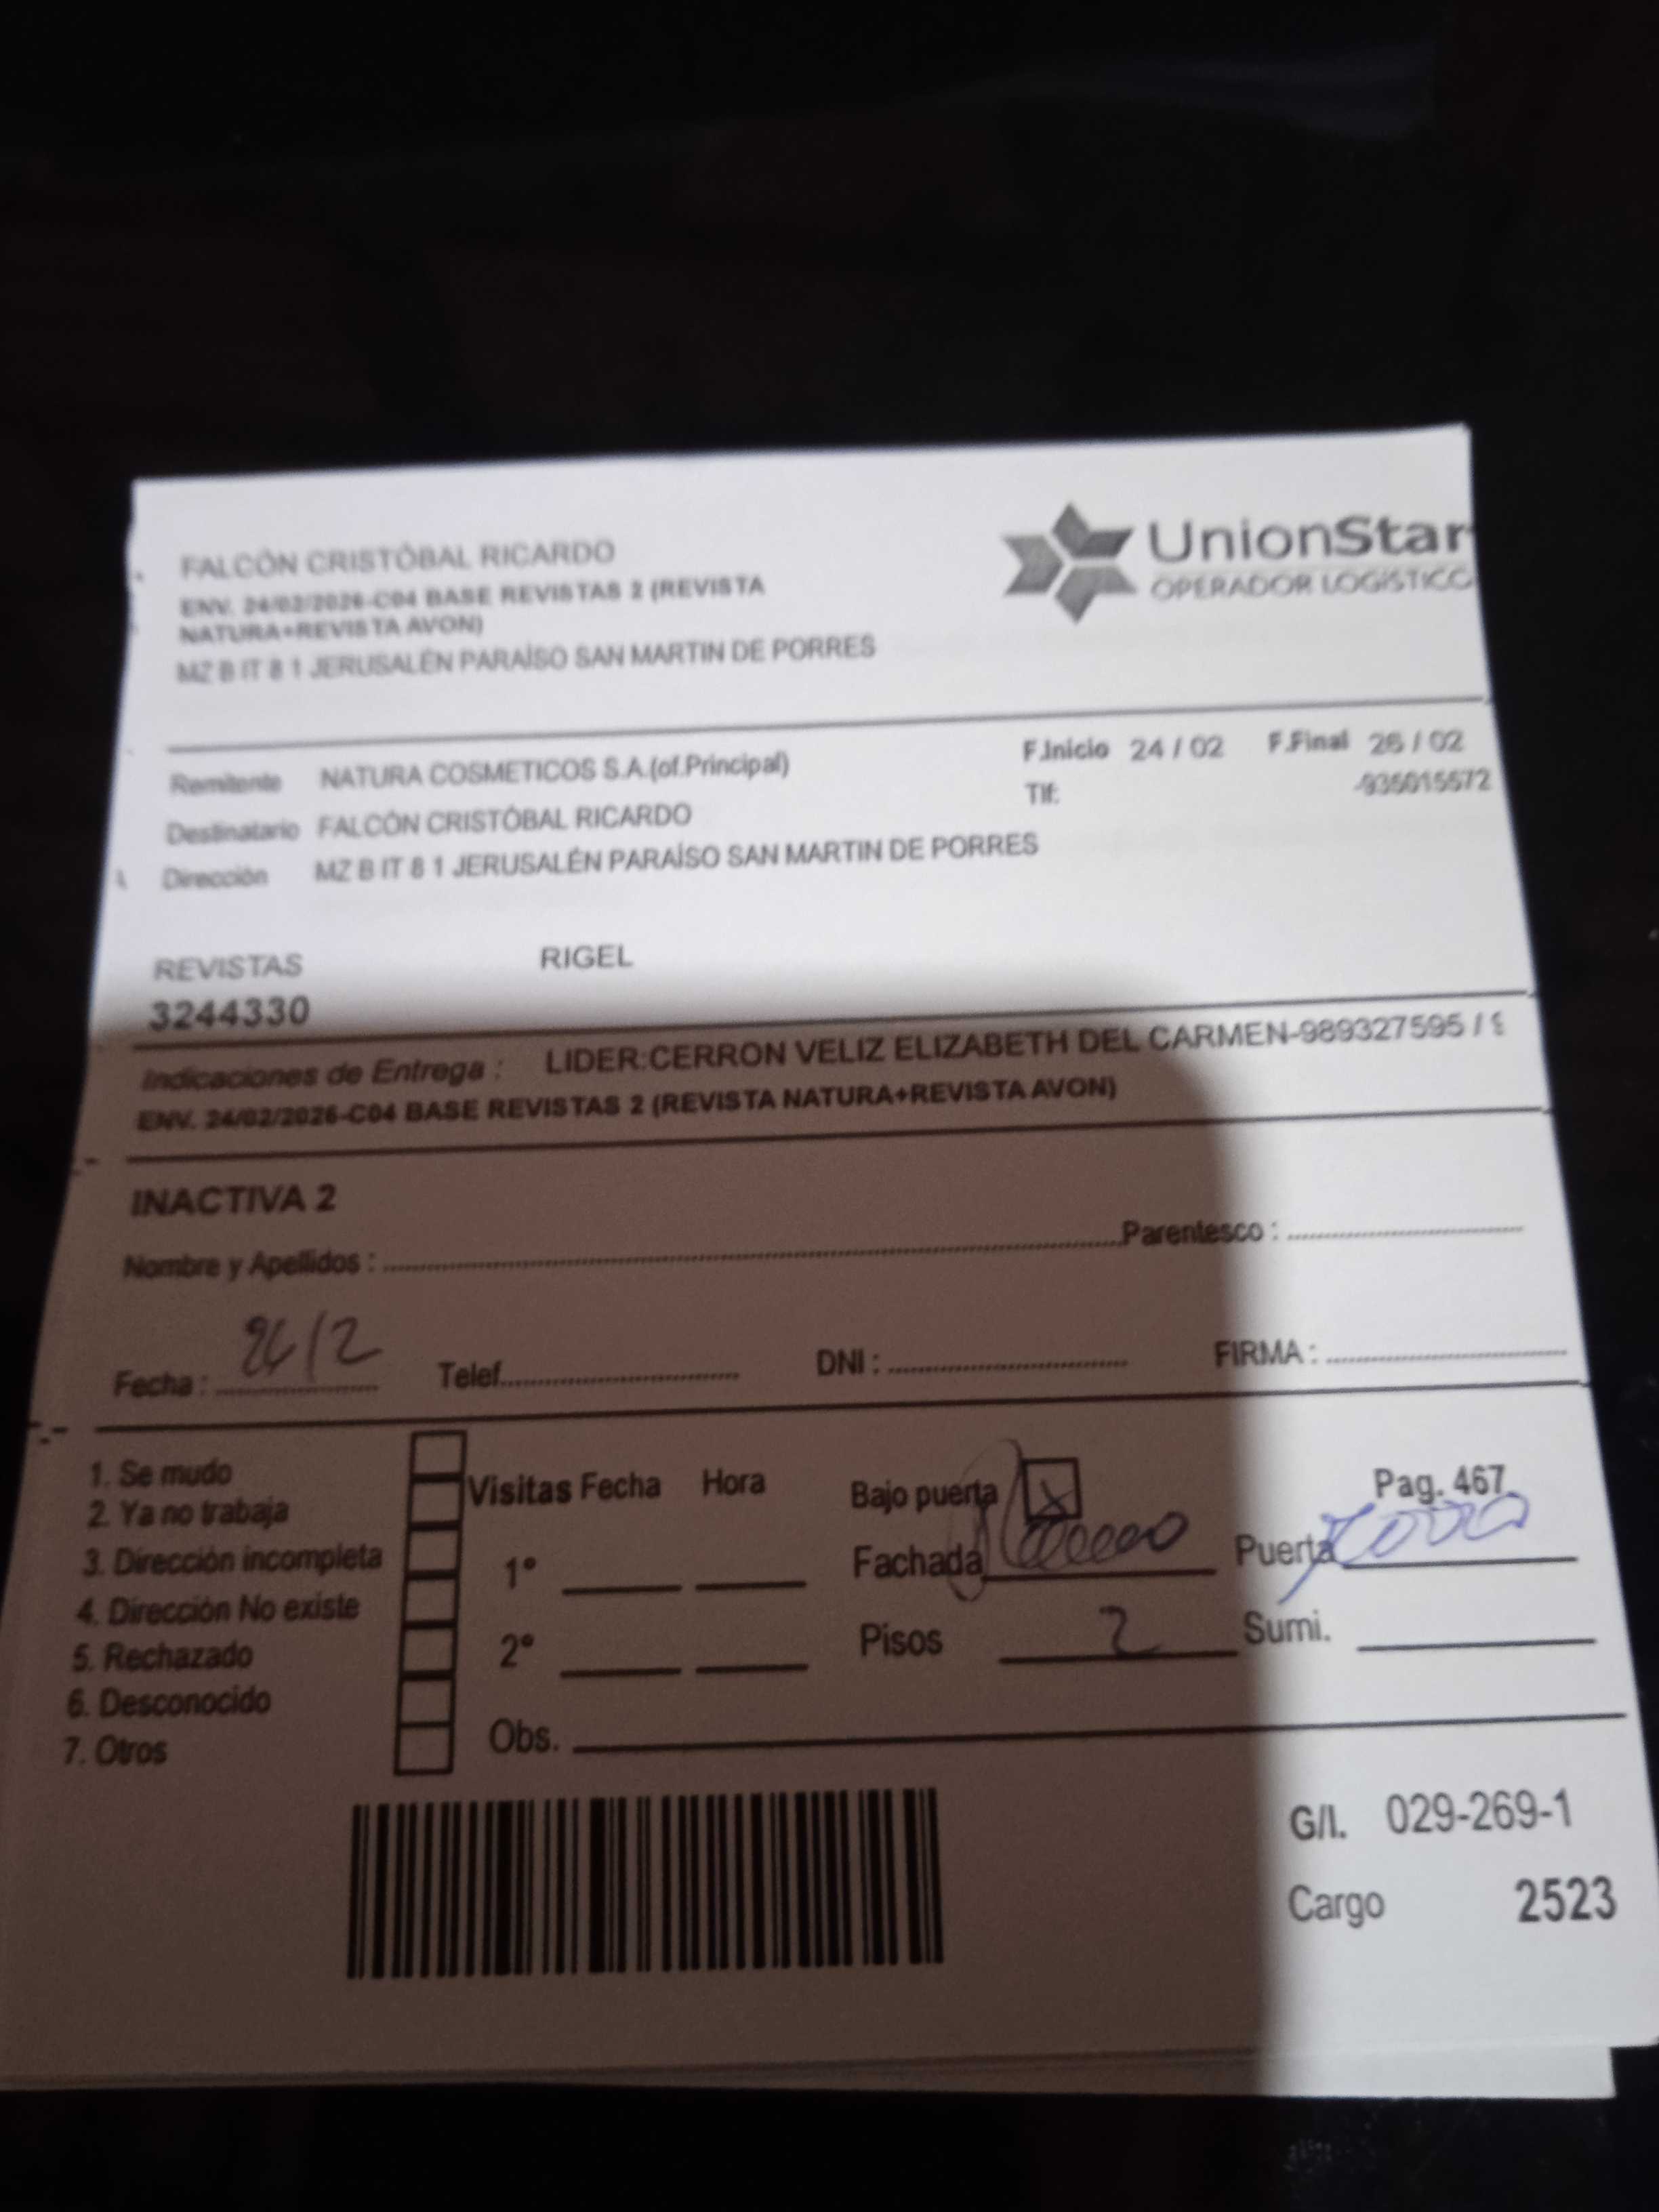 FALCÓN CRISTÓBAL RICARDO
UnionStar
OPERADOR LOGÍSTICO
ENV. 24/02/2026-C04 BASE REVISTAS 2 (REVISTA
NATURA+REVISTA AVON)
MZ B lT 8 1 JERUSALÉN PARAÍSO SAN MARTIN DE PORRES
Remitente NATURA COSMETICOS S.A.(of.Principal)
F.Inicio 24 / 02 F.Final 26 / 02
Destinatario FALCÓN CRISTÓBAL RICARDO
Tlf: -935015572
Dirección MZ B lT 8 1 JERUSALÉN PARAÍSO SAN MARTIN DE PORRES
REVISTAS RIGEL
3244330
Indicaciones de Entrega : LIDER:CERRON VELIZ ELIZABETH DEL CARMEN-989327595 / 9
ENV. 24/02/2026-C04 BASE REVISTAS 2 (REVISTA NATURA+REVISTA AVON)
INACTIVA 2
Nombre y Apellidos : Parentesco :
Fecha : 26/2 Telef. DNI : FIRMA :
1. Se mudo
2. Ya no trabaja
3. Dirección incompleta
4. Dirección No existe
5. Rechazado
6. Desconocido
7. Otros
Visitas Fecha Hora
1°
2°
Obs.
Bajo puerta X Pag. 467
Fachada Puerta
Pisos 2 Sumi.
G/I. 029-269-1
Cargo 2523